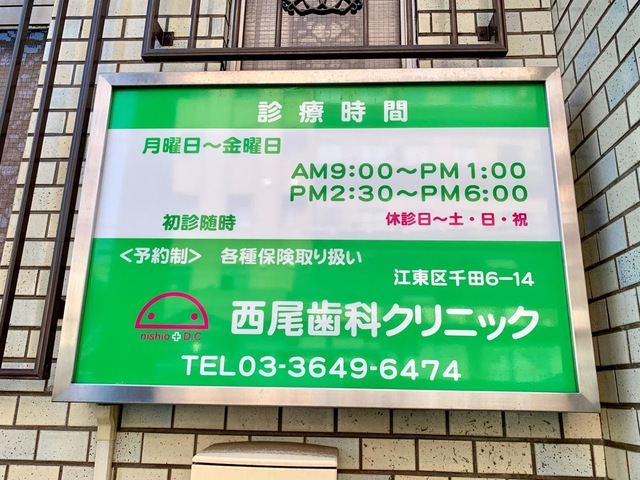 診療時間
月曜日～金曜日
AM9:00～PM1:00
PM2:30～PM6:00
初診随時
休診日～土・日・祝
＜予約制＞ 各種保険取り扱い
江東区千田6ー14
nishio D.C
西尾歯科クリニック
TEL03-3649-6474